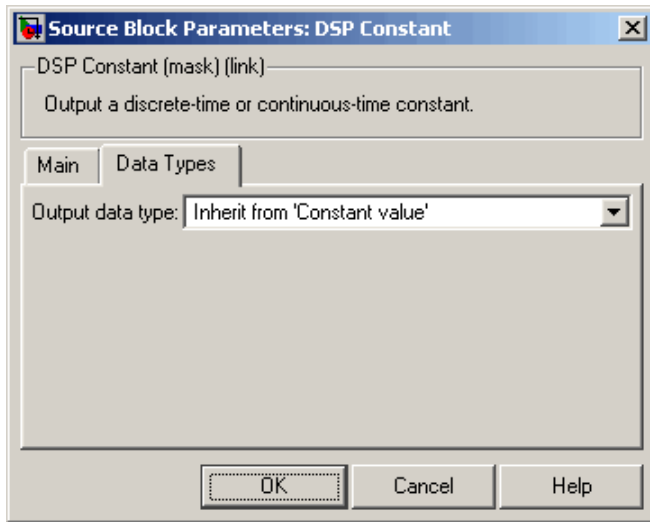 Source Block Parameters: DSP Constant
DSP Constant (mask) (link)
Output a discrete-time or continuous-time constant.
Main Data Types
Output data type: Inherit from 'Constant value'
OK Cancel Help